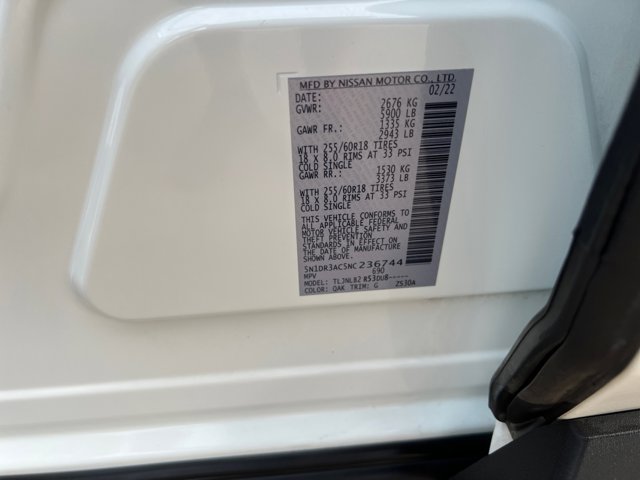 MFD BY NISSAN MOTOR CO., LTD.
DATE: 02/22
GVWR: 2676 KG
5900 LB
GAWR FR.: 1335 KG
2943 LB
WITH 255/60R18 TIRES
18 X 8.0 RIMS AT 33 PSI
COLD SINGLE
GAWR RR.: 1530 KG
3373 LB
WITH 255/60R18 TIRES
18 X 8.0 RIMS AT 33 PSI
COLD SINGLE
THIS VEHICLE CONFORMS TO
ALL APPLICABLE FEDERAL
MOTOR VEHICLE SAFETY AND
THEFT PREVENTION
STANDARDS IN EFFECT ON
THE DATE OF MANUFACTURE
SHOWN ABOVE.
5N1DR3AC5NC236744
MPV 690
MODEL: TLJNLB2 R53DU8-----
COLOR: QAK TRIM: G ZS30A